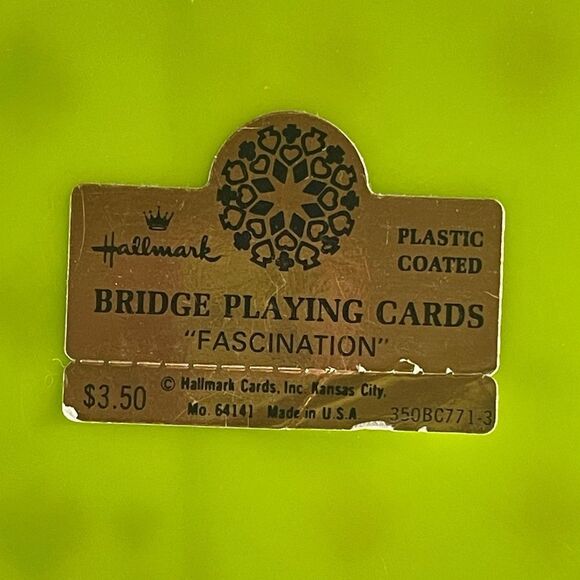 Hallmark
PLASTIC
COATED
BRIDGE PLAYING CARDS
"FASCINATION"
$3.50
© Hallmark Cards, Inc. Kansas City,
Mo. 64141 Made in U.S.A.
350BC771-3